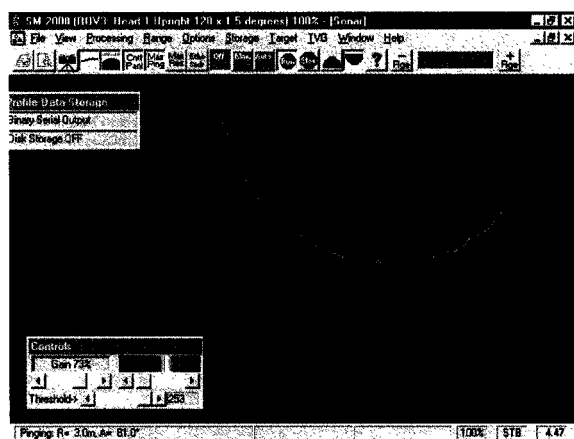 SM 2000 [ROV3: Head 1 Upright 120 x 1.5 degrees] 100% - [Sonar]
File View Processing Range Options Storage Target TVG Window Help
Profile Data Storage
Binary Serial Output
Disk Storage OFF
Controls
Gain 73%
Threshold-> 253
Pinging: R= 3.0m, A= 81.0° 100% STB 4.47